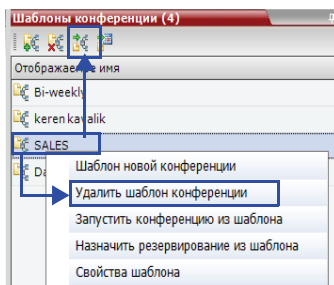 Шаблоны конференции (4)
Отображаемое имя
Bi-weekly
keren kavalik
SALES
Da
Шаблон новой конференции
Удалить шаблон конференции
Запустить конференцию из шаблона
Назначить резервирование из шаблона
Свойства шаблона